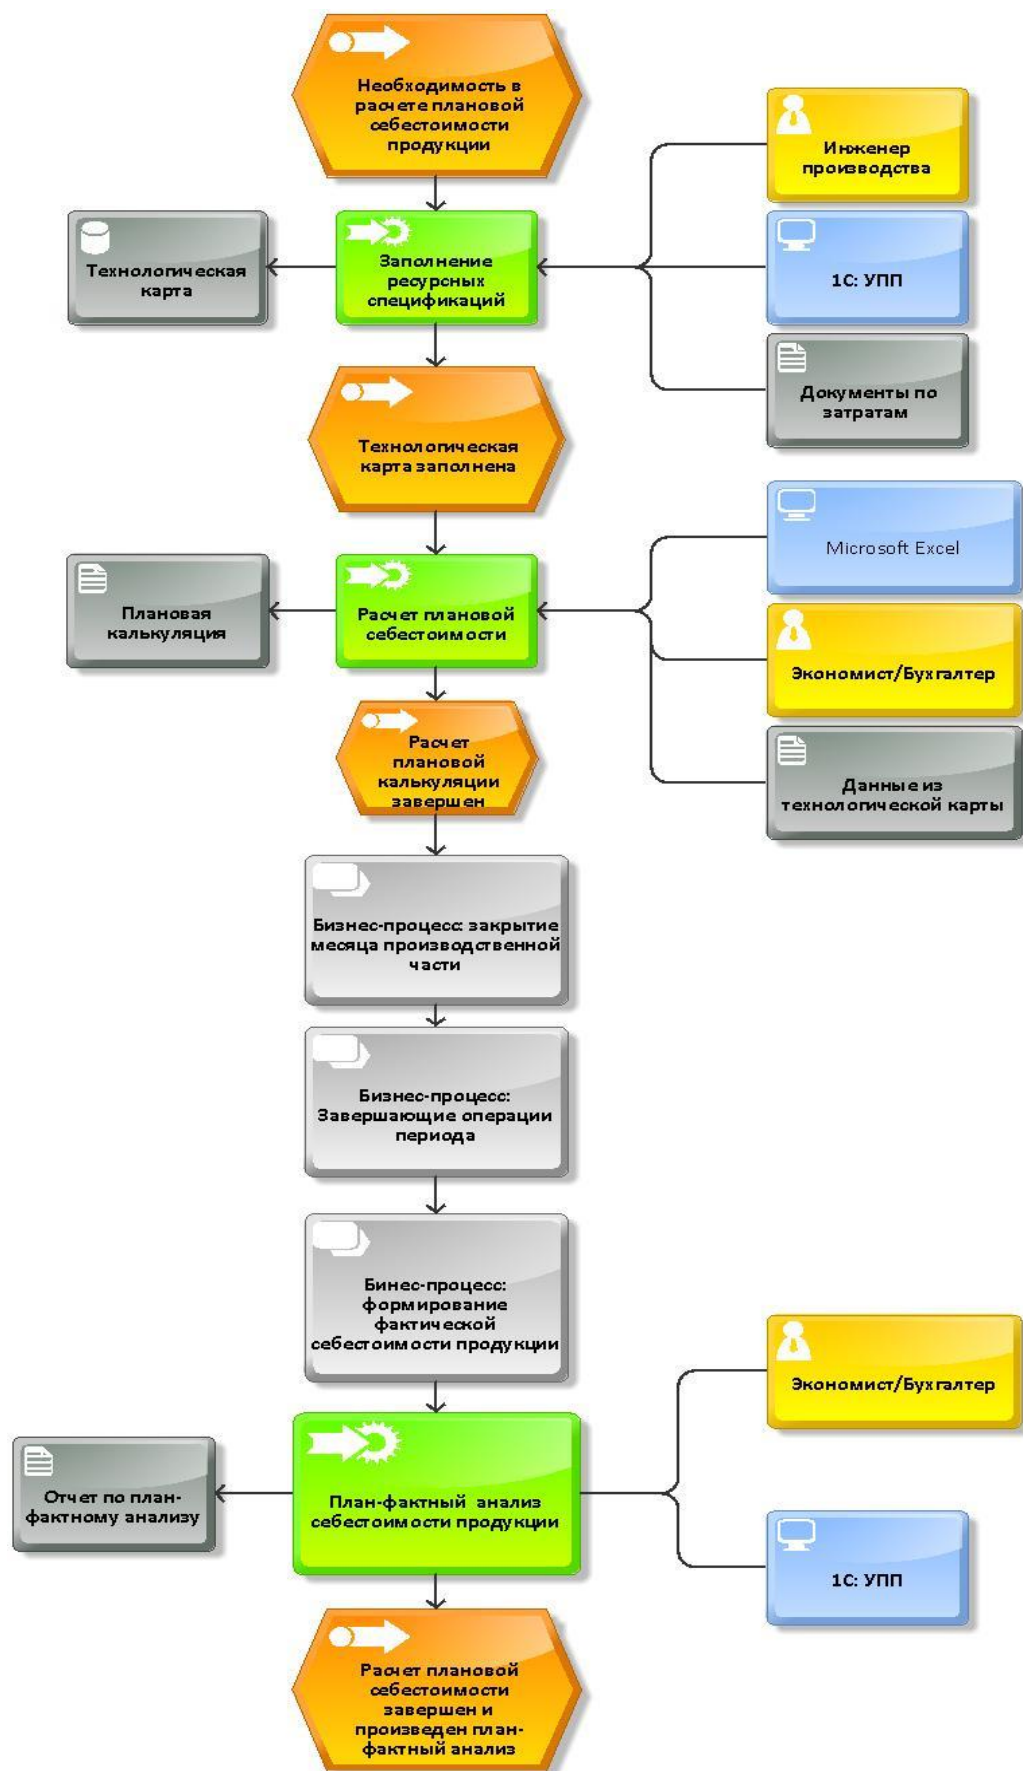 Необходимость в
расчете плановой
себестоимости
продукции
Инженер
производства
Технологическая
карта
Заполнение
ресурсных
спецификаций
1С: УПП
Документы по
затратам
Технологическая
карта заполнена
Microsoft Excel
Плановая
калькуляция
Расчет плановой
себестоимости
Экономист/Бухгалтер
Расчет
плановой
калькуляции
завершен
Данные из
технологической карты
Бизнес-процесс: закрытие
месяца производственной
части
Бизнес-процесс:
Завершающие операции
периода
Бинес-процесс:
формирование
фактической
себестоимости продукции
Экономист/Бухгалтер
Отчет по план-
фактному анализу
План-фактный анализ
себестоимости продукции
1С: УПП
Расчет плановой
себестоимости
завершен и
произведен план-
фактный анализ